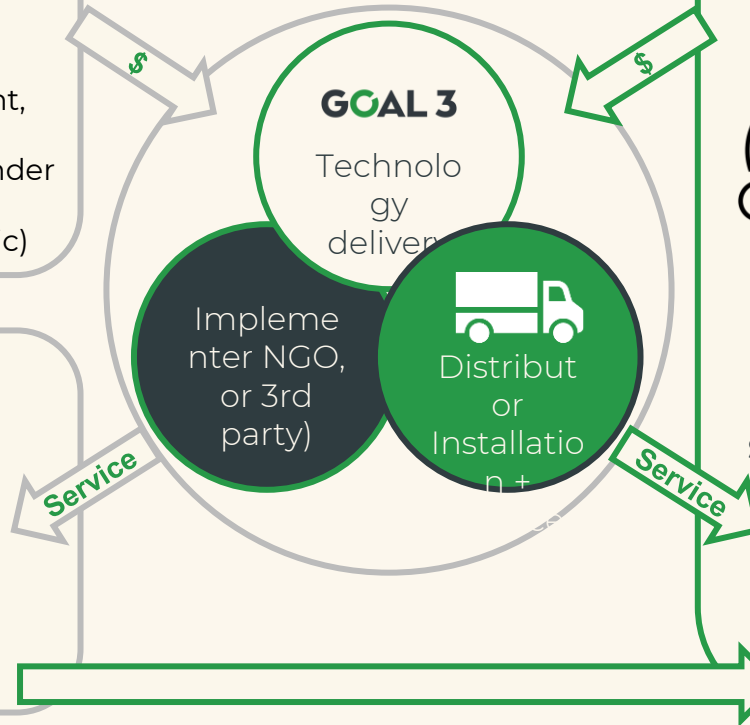 $
$
nt,
GOAL 3
Technolo
gy
nder
c)
Impleme
nter NGO,
or 3rd
party)
Distribut
or
Installatio
n +
Service
Service